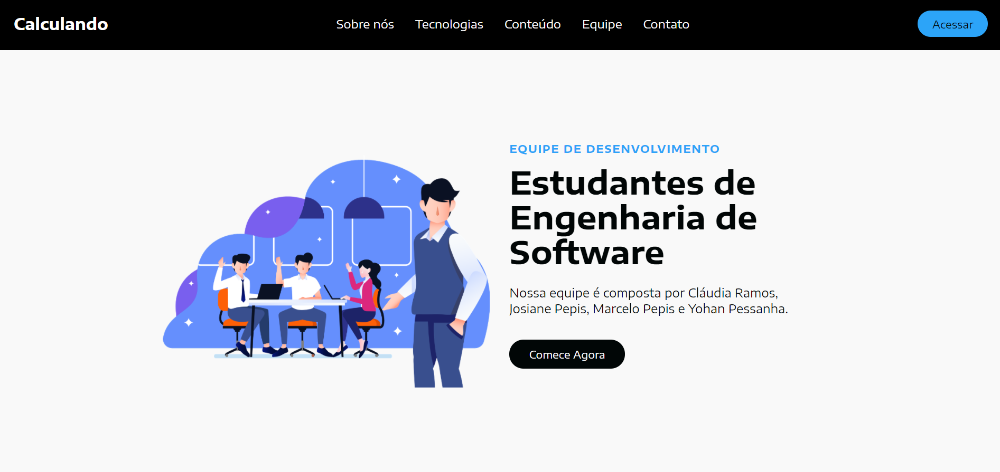 Calculando
Sobre nós
Tecnologias
Conteúdo
Equipe
Contato
Acessar
EQUIPE DE DESENVOLVIMENTO
Estudantes de
Engenharia de
Software
Nossa equipe é composta por Cláudia Ramos,
Josiane Pepis, Marcelo Pepis e Yohan Pessanha.
Comece Agora